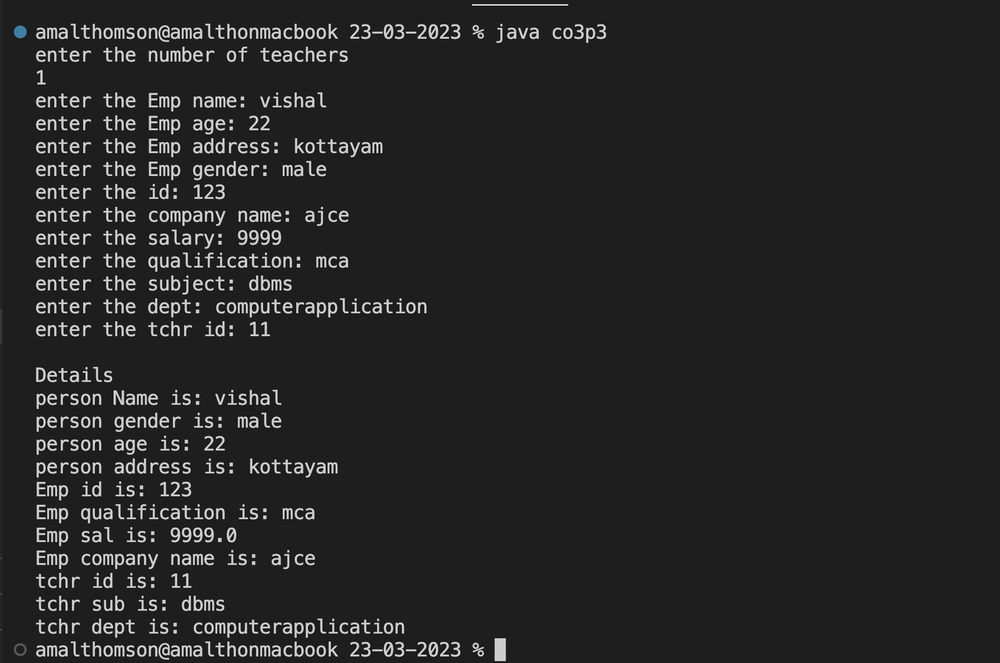 amalthomson@amalthonmacbook 23-03-2023 % java co3p3
enter the number of teachers
1
enter the Emp name: vishal
enter the Emp age: 22
enter the Emp address: kottayam
enter the Emp gender: male
enter the id: 123
enter the company name: ajce
enter the salary: 9999
enter the qualification: mca
enter the subject: dbms
enter the dept: computerapplication
enter the tchr id: 11
Details
person Name is: vishal
person gender is: male
person age is: 22
person address is: kottayam
Emp id is: 123
Emp qualification is: mca
Emp sal is: 9999.0
Emp company name is: ajce
tchr id is: 11
tchr sub is: dbms
tchr dept is: computerapplication
amalthomson@amalthonmacbook 23-03-2023 %